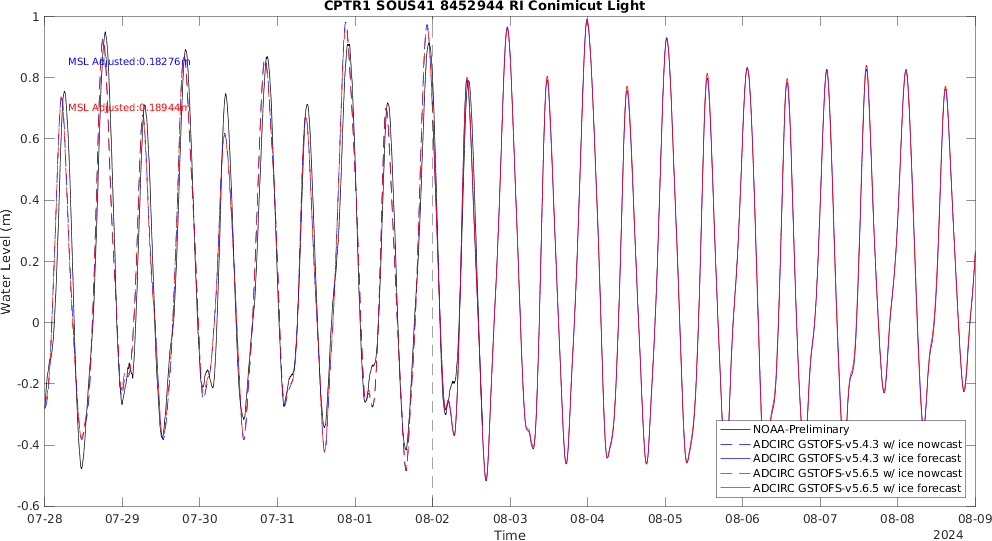 CPTR1 SOUS41 8452944 RI Conimicut Light
1
0.8
0.6
0.4
0.2
0
-0.2
-0.4
-0.6
Water Level (m)
MSL Adjusted:0.18276m
MSL Adjusted:0.18944m
NOAA-Preliminary
ADCIRC GSTOFS-v5.4.3 w/ ice nowcast
ADCIRC GSTOFS-v5.4.3 w/ ice forecast
ADCIRC GSTOFS-v5.6.5 w/ ice nowcast
ADCIRC GSTOFS-v5.6.5 w/ ice forecast
07-28 07-29 07-30 07-31 08-01 08-02 08-03 08-04 08-05 08-06 08-07 08-08 08-09
Time
2024